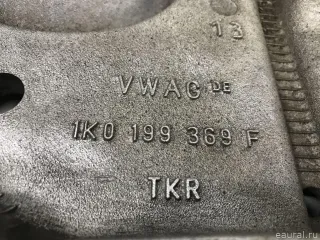 13
VWAG DE
1K0 199 369 F
TKR
eaural.ru